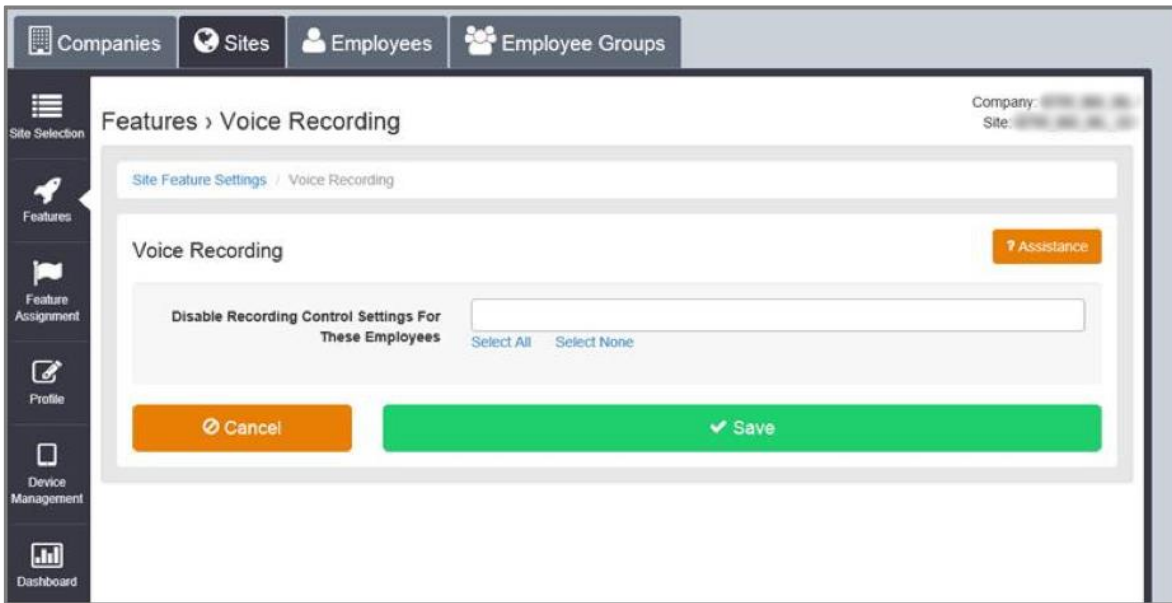 Companies
Sites
Employees
Employee Groups
Site Selection
Features
Feature
Assignment
Profile
Device
Management
Dashboard
Features › Voice Recording
Company:
Site:
Site Feature Settings / Voice Recording
Voice Recording
? Assistance
Disable Recording Control Settings For
These Employees
Select All Select None
Cancel
Save